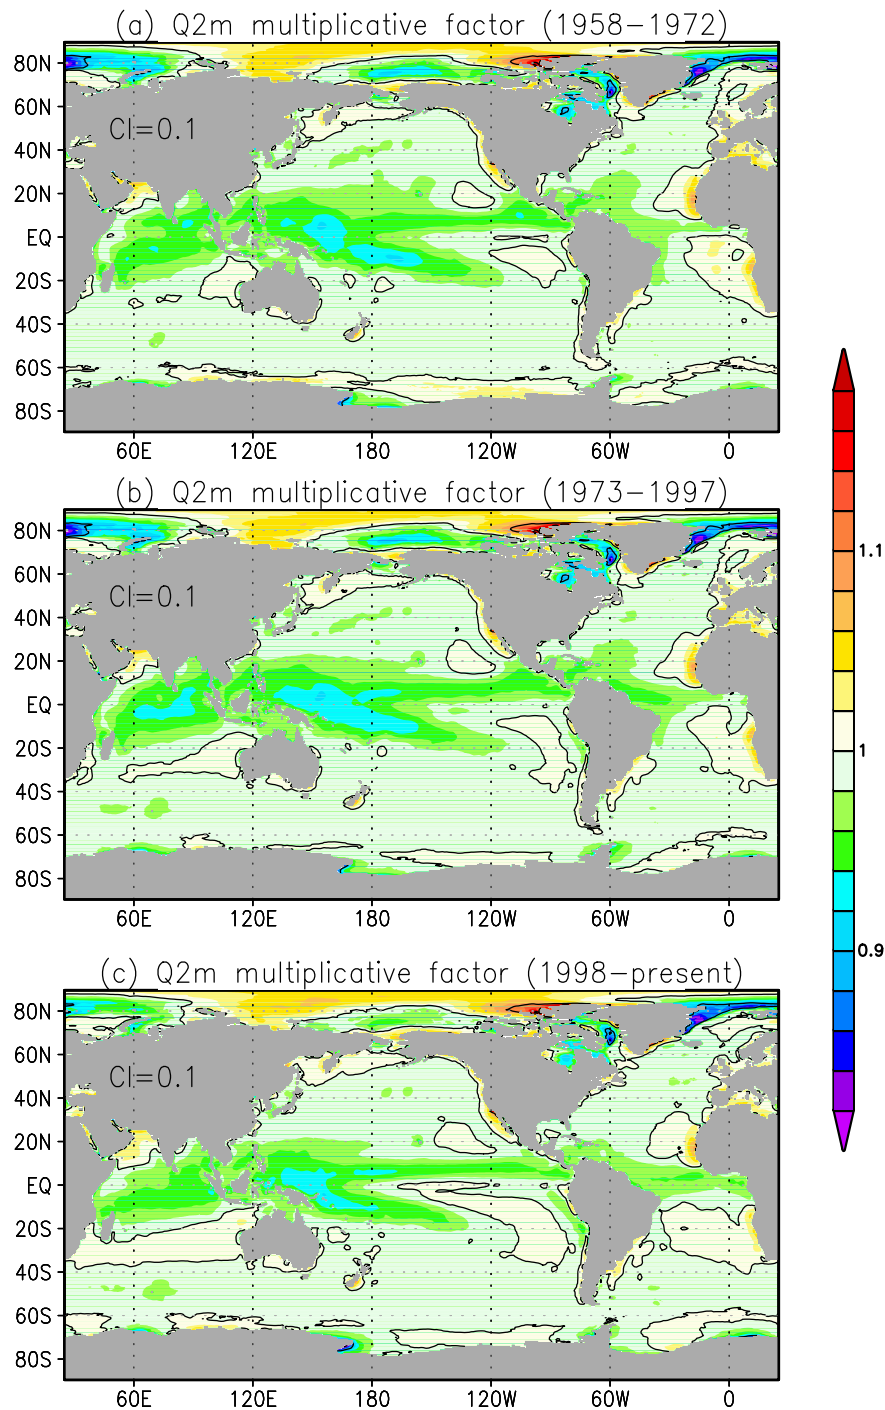 (a) Q2m multiplicative factor (1958−1972)
80N
60N
40N
20N
EQ
20S
40S
60S
80S
CI=0.1
60E 120E 180 120W 60W 0
(b) Q2m multiplicative factor (1973−1997)
80N
60N
40N
20N
EQ
20S
40S
60S
80S
CI=0.1
60E 120E 180 120W 60W 0
(c) Q2m multiplicative factor (1998−present)
80N
60N
40N
20N
EQ
20S
40S
60S
80S
CI=0.1
60E 120E 180 120W 60W 0
1.1
1
0.9